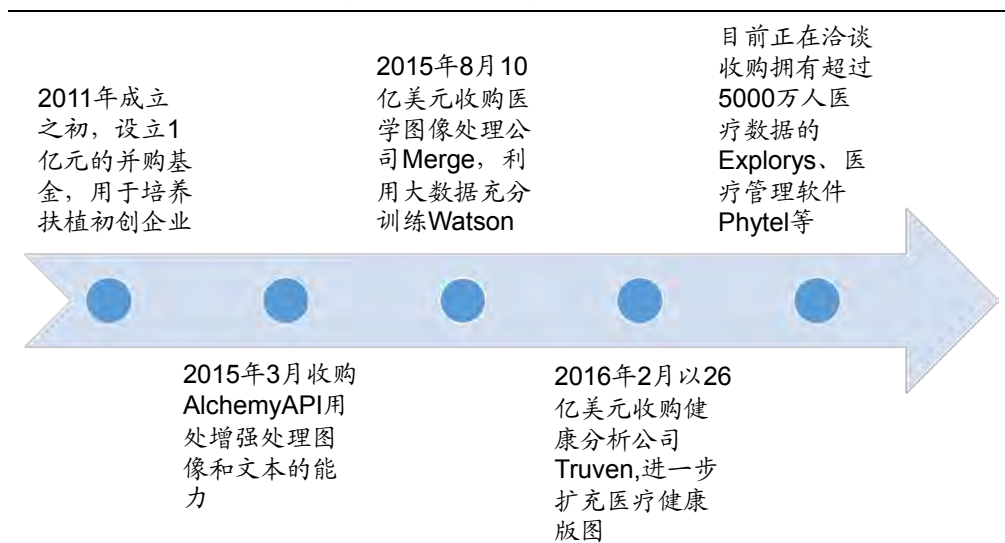 2011年成立
之初，设立1
亿元的并购基
金，用于培养
扶植初创企业
2015年3月收购
AlchemyAPI用
处增强处理图
像和文本的能
力
2015年8月10
亿美元收购医
学图像处理公
司Merge，利
用大数据充分
训练Watson
2016年2月以26
亿美元收购健
康分析公司
Truven,进一步
扩充医疗健康
版图
目前正在洽谈
收购拥有超过
5000万人医
疗数据的
Explorys、医
疗管理软件
Phytel等